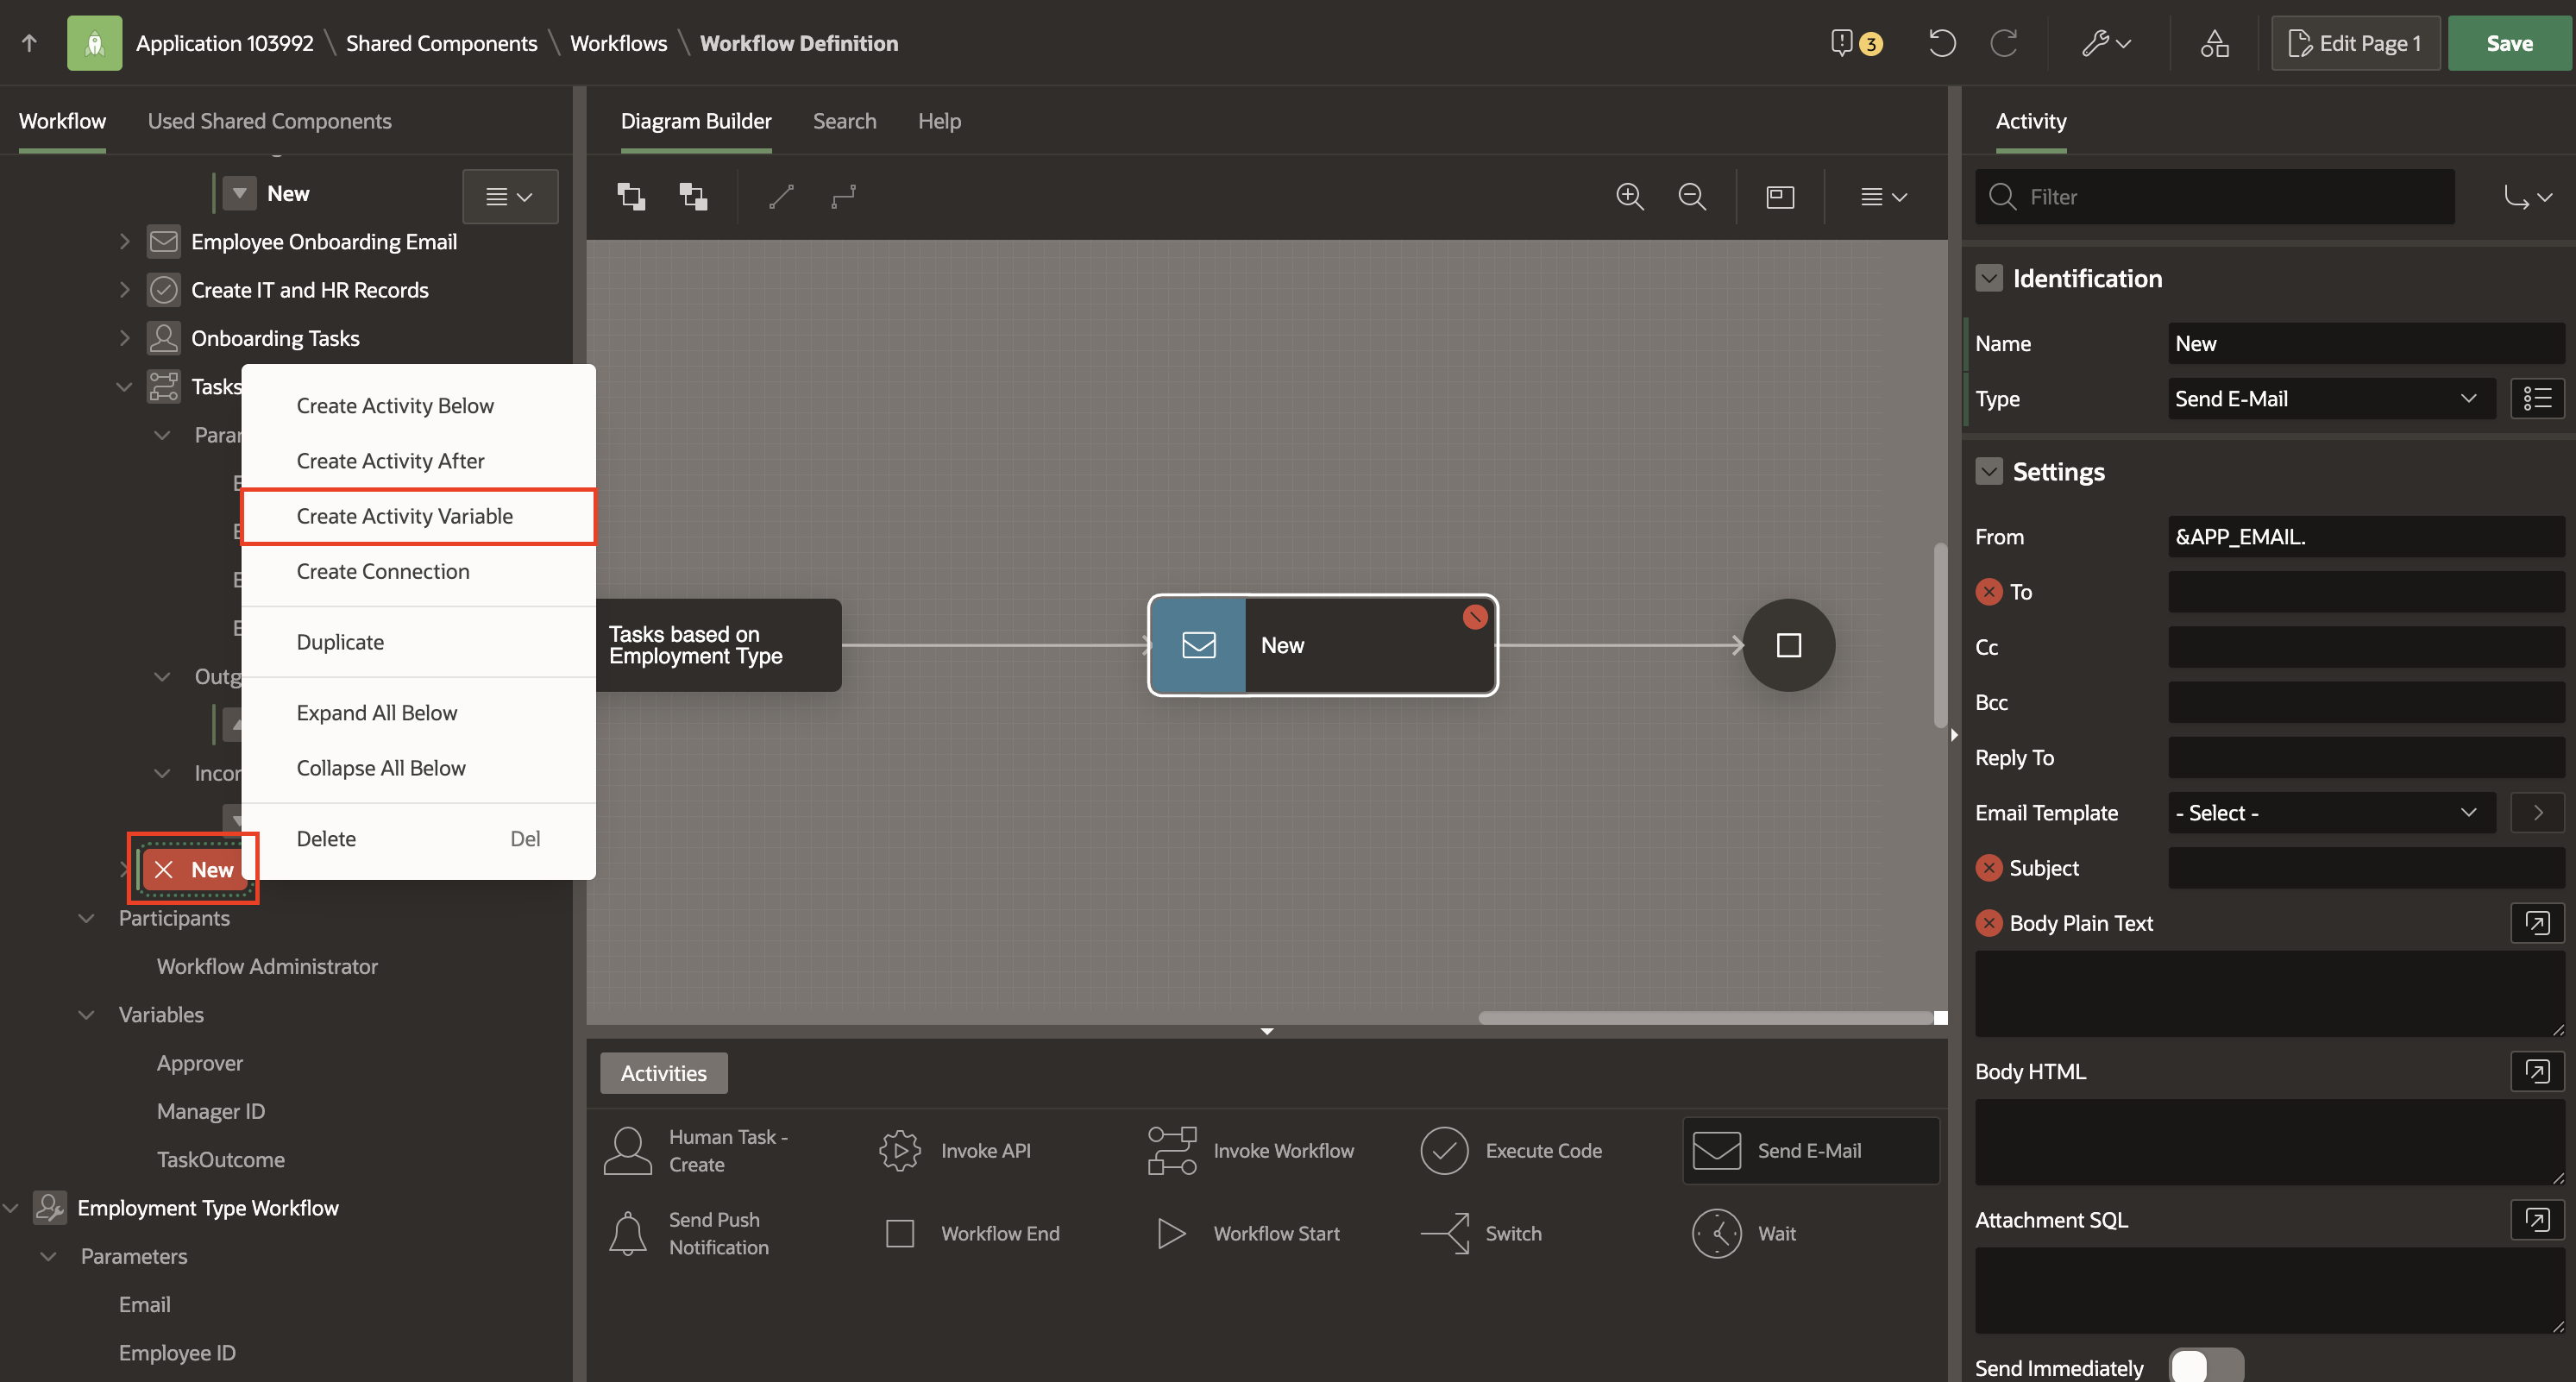 Application 103992 \ Shared Components \ Workflows \ Workflow Definition
3
Edit Page 1
Save
Workflow
Used Shared Components
New
Employee Onboarding Email
Create IT and HR Records
Onboarding Tasks
Tasks
Outg
Create Activity Below
Create Activity After
Create Activity Variable
Create Connection
Duplicate
Expand All Below
Collapse All Below
Delete Del
New
Participants
Workflow Administrator
Variables
Approver
Manager ID
TaskOutcome
Employment Type Workflow
Parameters
Email
Employee ID
Diagram Builder
Search
Help
Tasks based on
Employment Type
New
Activities
Human Task -
Create
Invoke API
Invoke Workflow
Execute Code
Send E-Mail
Send Push
Notification
Workflow End
Workflow Start
Switch
Wait
Activity
Filter
Identification
Name
New
Type
Send E-Mail
Settings
From
&APP_EMAIL.
To
Cc
Bcc
Reply To
Email Template
- Select -
Subject
Body Plain Text
Body HTML
Attachment SQL
Send Immediately